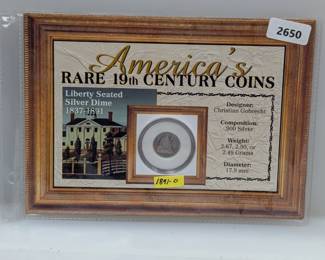 2650
America's
RARE 19th CENTURY COINS
Liberty Seated
Silver Dime
1837-1891
Designer:
Christian Gobrecht
Composition:
.900 Silver
Weight:
2.67, 2.50, or
2.49 Grams
Diameter:
17.9 mm
1891-O